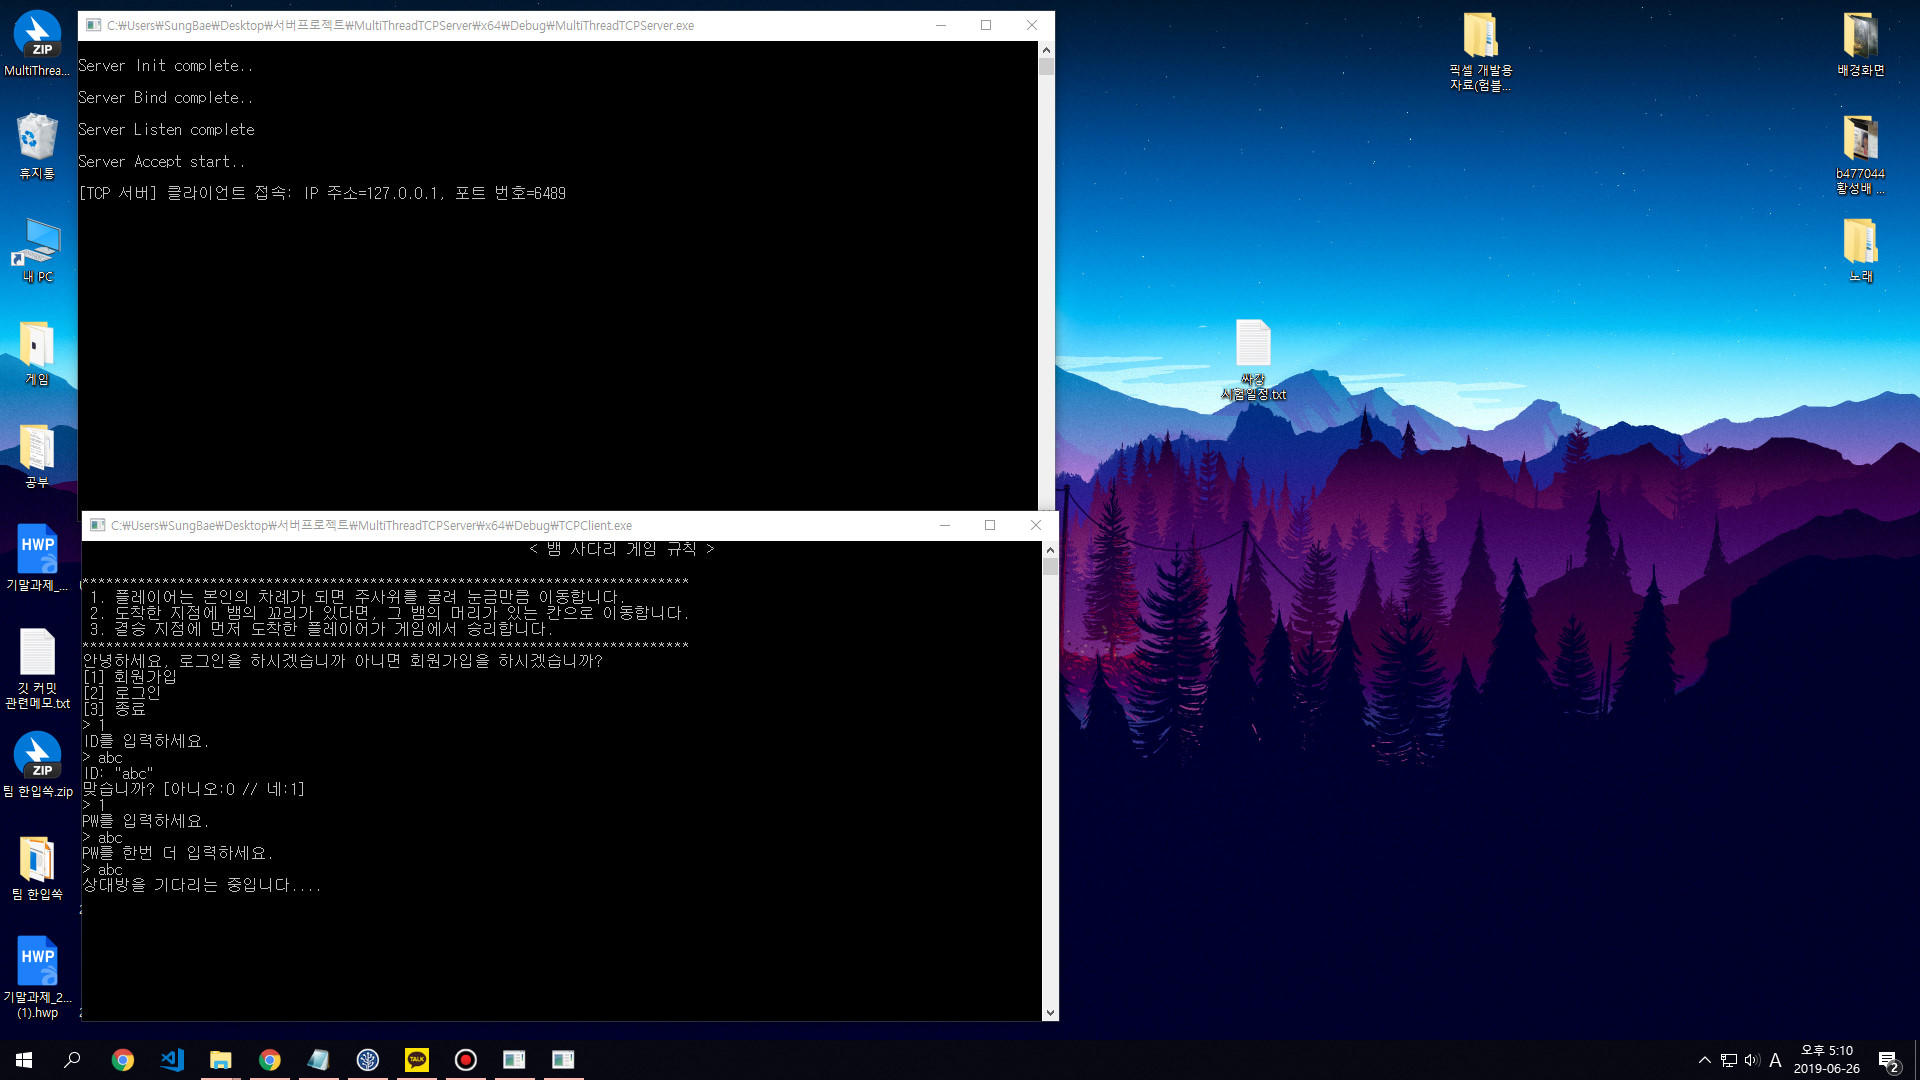 MultiThrea...
휴지통
내 PC
게임
공부
HWP
기말과제_...
깃 커밋
관련메모.txt
ZIP
팀 한입쏙.zip
팀 한입쏙
HWP
기말과제_2...
(1).hwp
C:\Users\SungBae\Desktop\서버프로젝트\MultiThreadTCPServer\x64\Debug\MultiThreadTCPServer.exe
Server Init complete..
Server Bind complete..
Server Listen complete
Server Accept start..
[TCP 서버] 클라이언트 접속: IP 주소=127.0.0.1, 포트 번호=6489
C:\Users\SungBae\Desktop\서버프로젝트\MultiThreadTCPServer\x64\Debug\TCPClient.exe
< 뱀 사다리 게임 규칙 >
****************************************************************************
1. 플레이어는 본인의 차례가 되면 주사위를 굴려 눈금만큼 이동합니다.
2. 도착한 지점에 뱀의 꼬리가 있다면, 그 뱀의 머리가 있는 칸으로 이동합니다.
3. 결승 지점에 먼저 도착한 플레이어가 게임에서 승리합니다.
****************************************************************************
안녕하세요, 로그인을 하시겠습니까 아니면 회원가입을 하시겠습니까?
[1] 회원가입
[2] 로그인
[3] 종료
> 1
ID를 입력하세요.
> abc
ID: "abc"
맞습니까? [아니오:0 // 네:1]
> 1
PW를 입력하세요.
> abc
PW를 한번 더 입력하세요.
> abc
상대방을 기다리는 중입니다....
픽셀 개발용
자료(험블...
배경화면
b477044
황성배 ...
노래
싸강
시험일정.txt
ZIP
TALK
A
오후 5:10
2019-06-26
2